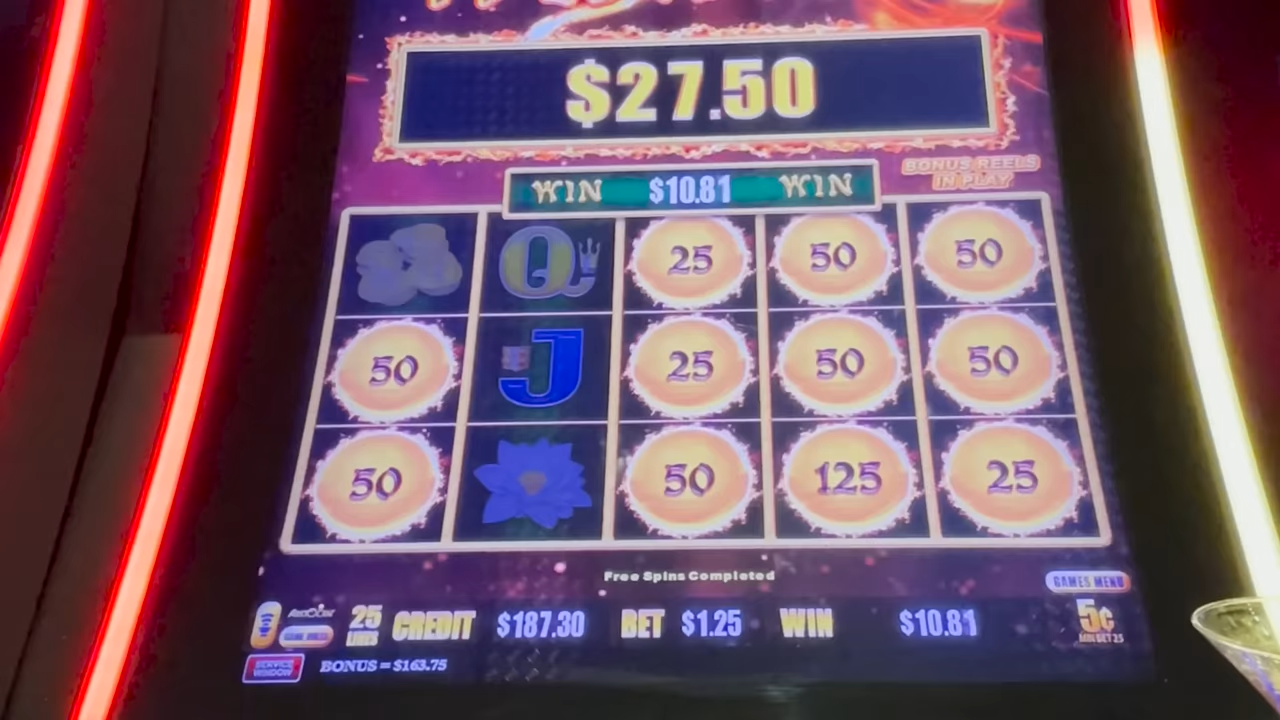 $27.50
BONUS REELS
IN PLAY
WIN $10.81 WIN
Q 25 50 50
50 J 25 50 50
50 50 125 25
Free Spins Completed
GAMES MENU
25 LINES CREDIT $187.30 BET $1.25 WIN $10.81 5¢
MIN BET 25
SERVICE
WINDOW
BONUS = $163.75